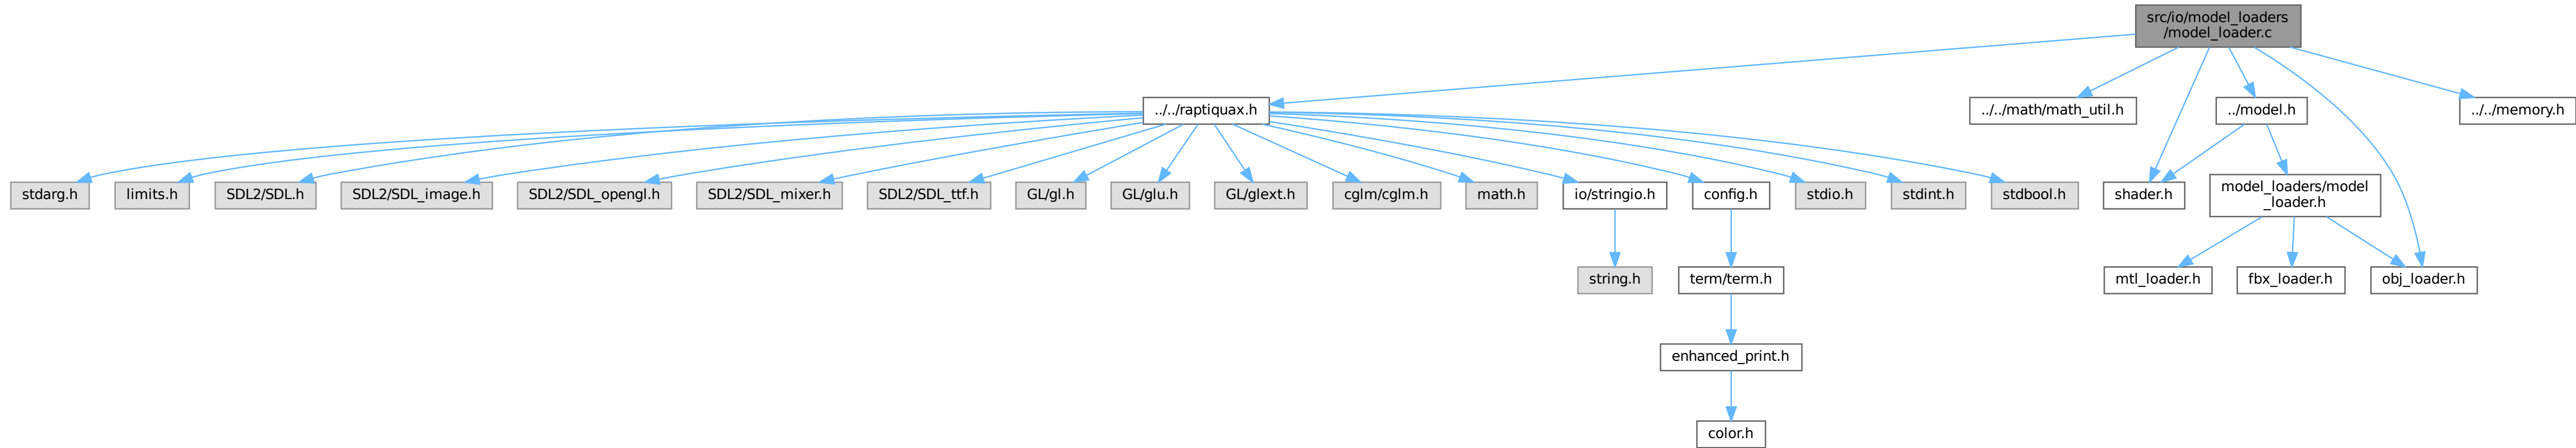 src/io/model_loaders
/model_loader.c
../../raptiquax.h
../../math/math_util.h
../model.h
../../memory.h
stdarg.h
limits.h
SDL2/SDL.h
SDL2/SDL_image.h
SDL2/SDL_opengl.h
SDL2/SDL_mixer.h
SDL2/SDL_ttf.h
GL/gl.h
GL/glu.h
GL/glext.h
cglm/cglm.h
math.h
io/stringio.h
config.h
stdio.h
stdint.h
stdbool.h
shader.h
model_loaders/model
_loader.h
string.h
term/term.h
mtl_loader.h
fbx_loader.h
obj_loader.h
enhanced_print.h
color.h